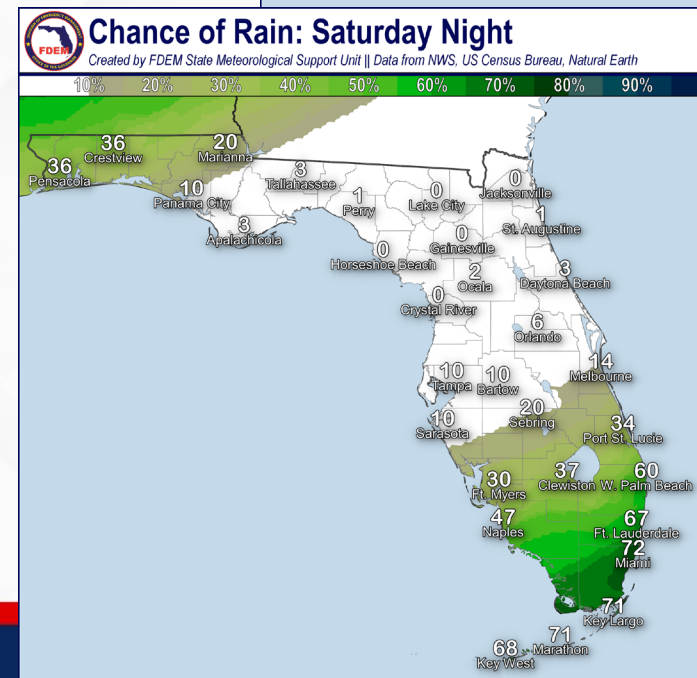 FDEM
Chance of Rain: Saturday Night
Created by FDEM State Meteorological Support Unit || Data from NWS, US Census Bureau, Natural Earth
10% 20% 30% 40% 50% 60% 70% 80% 90%
36
Crestview
20
Marianna
36
Pensacola
10
Panama City
3
Tallahassee
3
Apalachicola
1
Perry
0
Lake City
0
Jacksonville
1
St. Augustine
0
Gainesville
0
Horseshoe Beach
2
Ocala
3
Daytona Beach
0
Crystal River
6
Orlando
14
Melbourne
10
Tampa
10
Bartow
10
Sarasota
20
Sebring
34
Port St. Lucie
30
Ft. Myers
37
Clewiston
60
W. Palm Beach
47
Naples
67
Ft. Lauderdale
72
Miami
71
Key Largo
71
Marathon
68
Key West